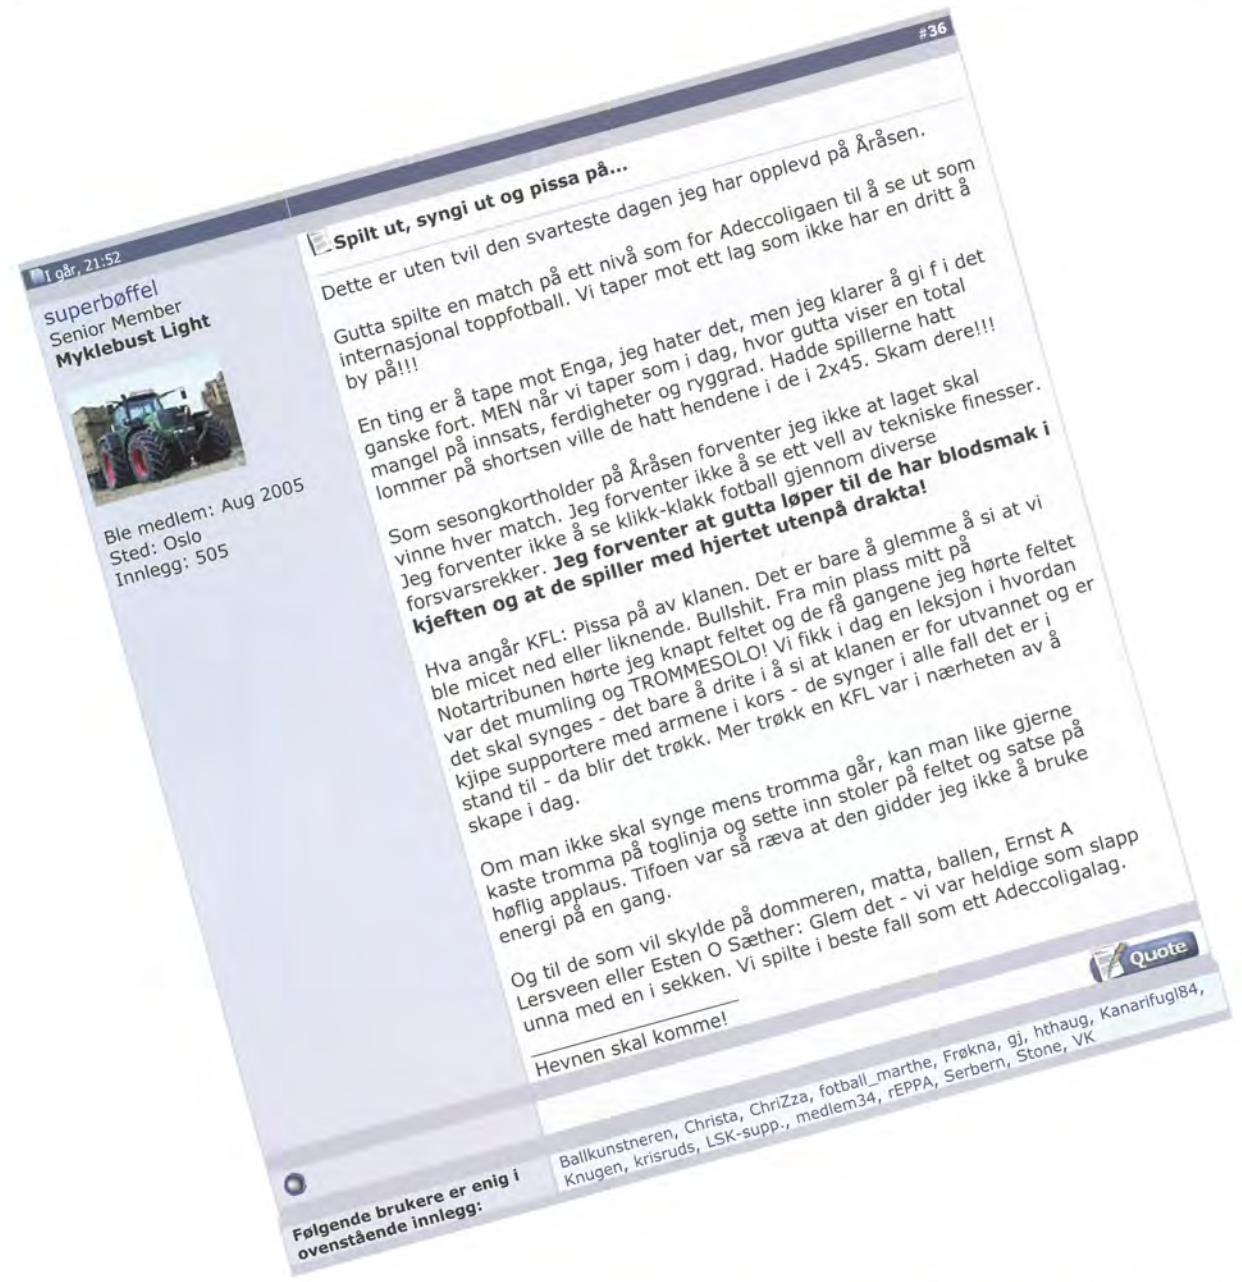 #36
I går, 21:52
superbøffel
Senior Member
Myklebust Light
Ble medlem: Aug 2005
Sted: Oslo
Innlegg: 505
Spilt ut, syngi ut og pissa på...
Dette er uten tvil den svarteste dagen jeg har opplevd på Åråsen.
Gutta spilte en match på ett nivå som for Adeccoligaen til å se ut som
internasjonal toppfotball. Vi taper mot ett lag som ikke har en dritt å
by på!!!
En ting er å tape mot Enga, jeg hater det, men jeg klarer å gi f i det
ganske fort. MEN når vi taper som i dag, hvor gutta viser en total
mangel på innsats, ferdigheter og ryggrad. Hadde spillerne hatt
lommer på shortsen ville de hatt hendene i de i 2x45. Skam dere!!!
Som sesongkortholder på Åråsen forventer jeg ikke at laget skal
vinne hver match. Jeg forventer ikke å se ett vell av tekniske finesser.
Jeg forventer ikke å se klikk-klakk fotball gjennom diverse
forsvarsrekker. Jeg forventer at gutta løper til de har blodsmak i
kjeften og at de spiller med hjertet utenpå drakta!
Hva angår KFL: Pissa på av klanen. Det er bare å glemme å si at vi
ble micet ned eller liknende. Bullshit. Fra min plass mitt på
Notartribunen hørte jeg knapt feltet og de få gangene jeg hørte feltet
var det mumling og TROMMESOLO! Vi fikk i dag en leksjon i hvordan
det skal synges - det bare å drite i å si at klanen er for utvannet og er
kjipe supportere med armene i kors - de synger i alle fall det er i
stand til - da blir det trøkk. Mer trøkk en KFL var i nærheten av å
skape i dag.
Om man ikke skal synge mens tromma går, kan man like gjerne
kaste tromma på toglinja og sette inn stoler på feltet og satse på
høflig applaus. Tifoen var så ræva at den gidder jeg ikke å bruke
energi på en gang.
Og til de som vil skylde på dommeren, matta, ballen, Ernst A
Lersveen eller Esten O Sæther: Glem det - vi var heldige som slapp
unna med en i sekken. Vi spilte i beste fall som ett Adeccoligalag.
Hevnen skal komme!
Quote
Følgende brukere er enig i
ovenstående innlegg:
Ballkunstneren, Christa, ChriZza, fotball_marthe, Frøkna, gj, hthaug, Kanarifugl84,
Knugen, krisruds, LSK-supp., medlem34, rEPPA, Serbern, Stone, VK